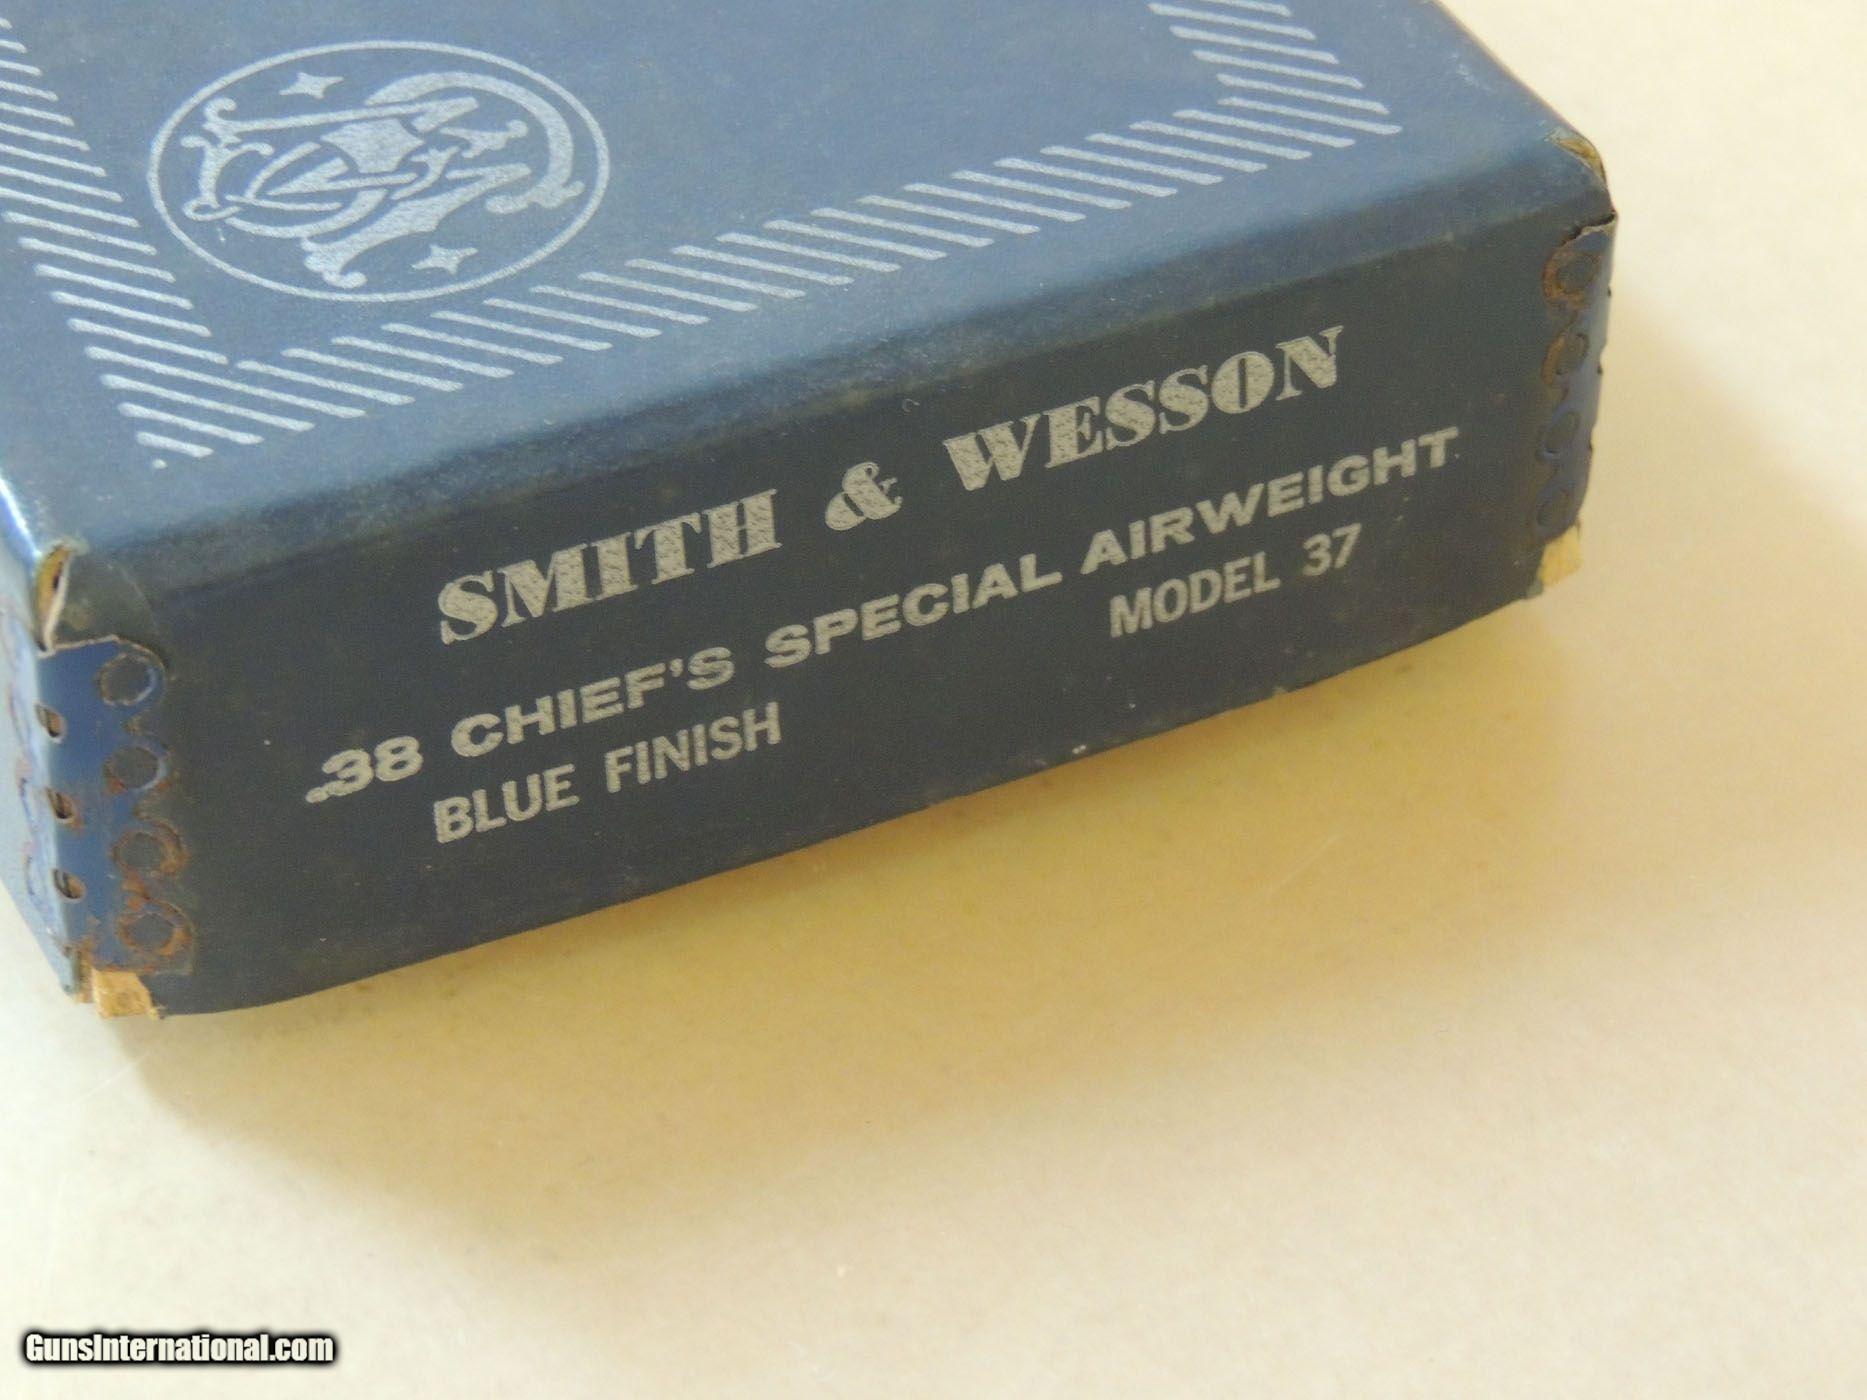 SMITH & WESSON
.38 CHIEF'S SPECIAL AIRWEIGHT
BLUE FINISH MODEL 37
GunsInternational.com